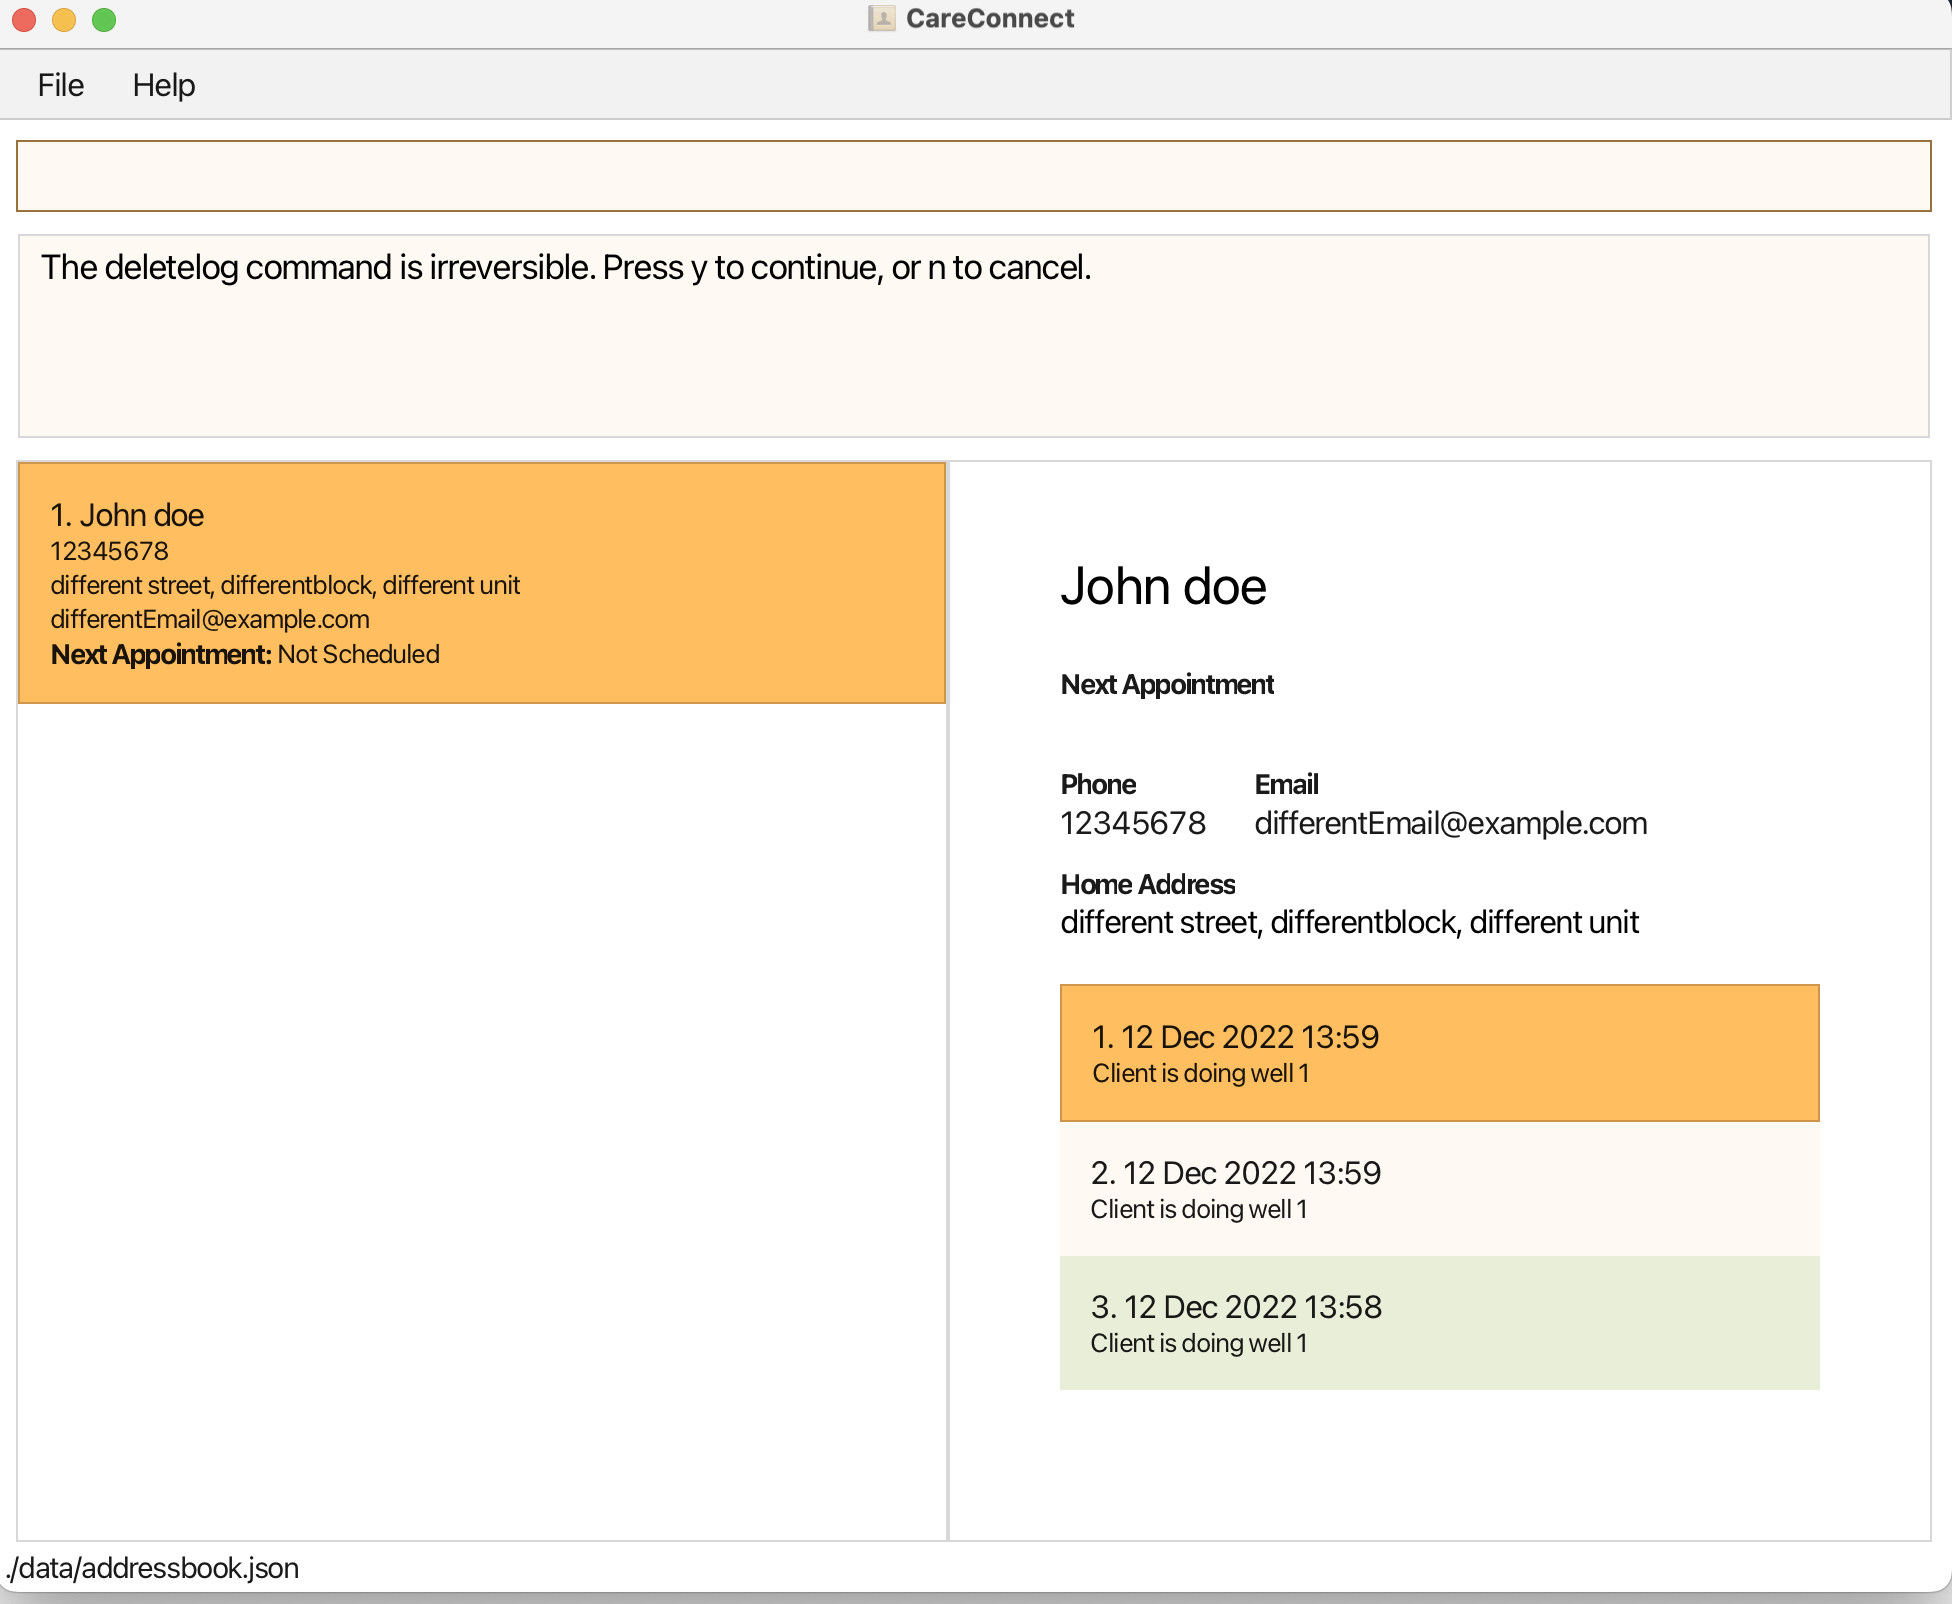 CareConnect
File Help
The deletelog command is irreversible. Press y to continue, or n to cancel.
1. John doe
12345678
different street, differentblock, different unit
differentEmail@example.com
Next Appointment: Not Scheduled
John doe
Next Appointment
Phone Email
12345678 differentEmail@example.com
Home Address
different street, differentblock, different unit
1. 12 Dec 2022 13:59
Client is doing well 1
2. 12 Dec 2022 13:59
Client is doing well 1
3. 12 Dec 2022 13:58
Client is doing well 1
./data/addressbook.json